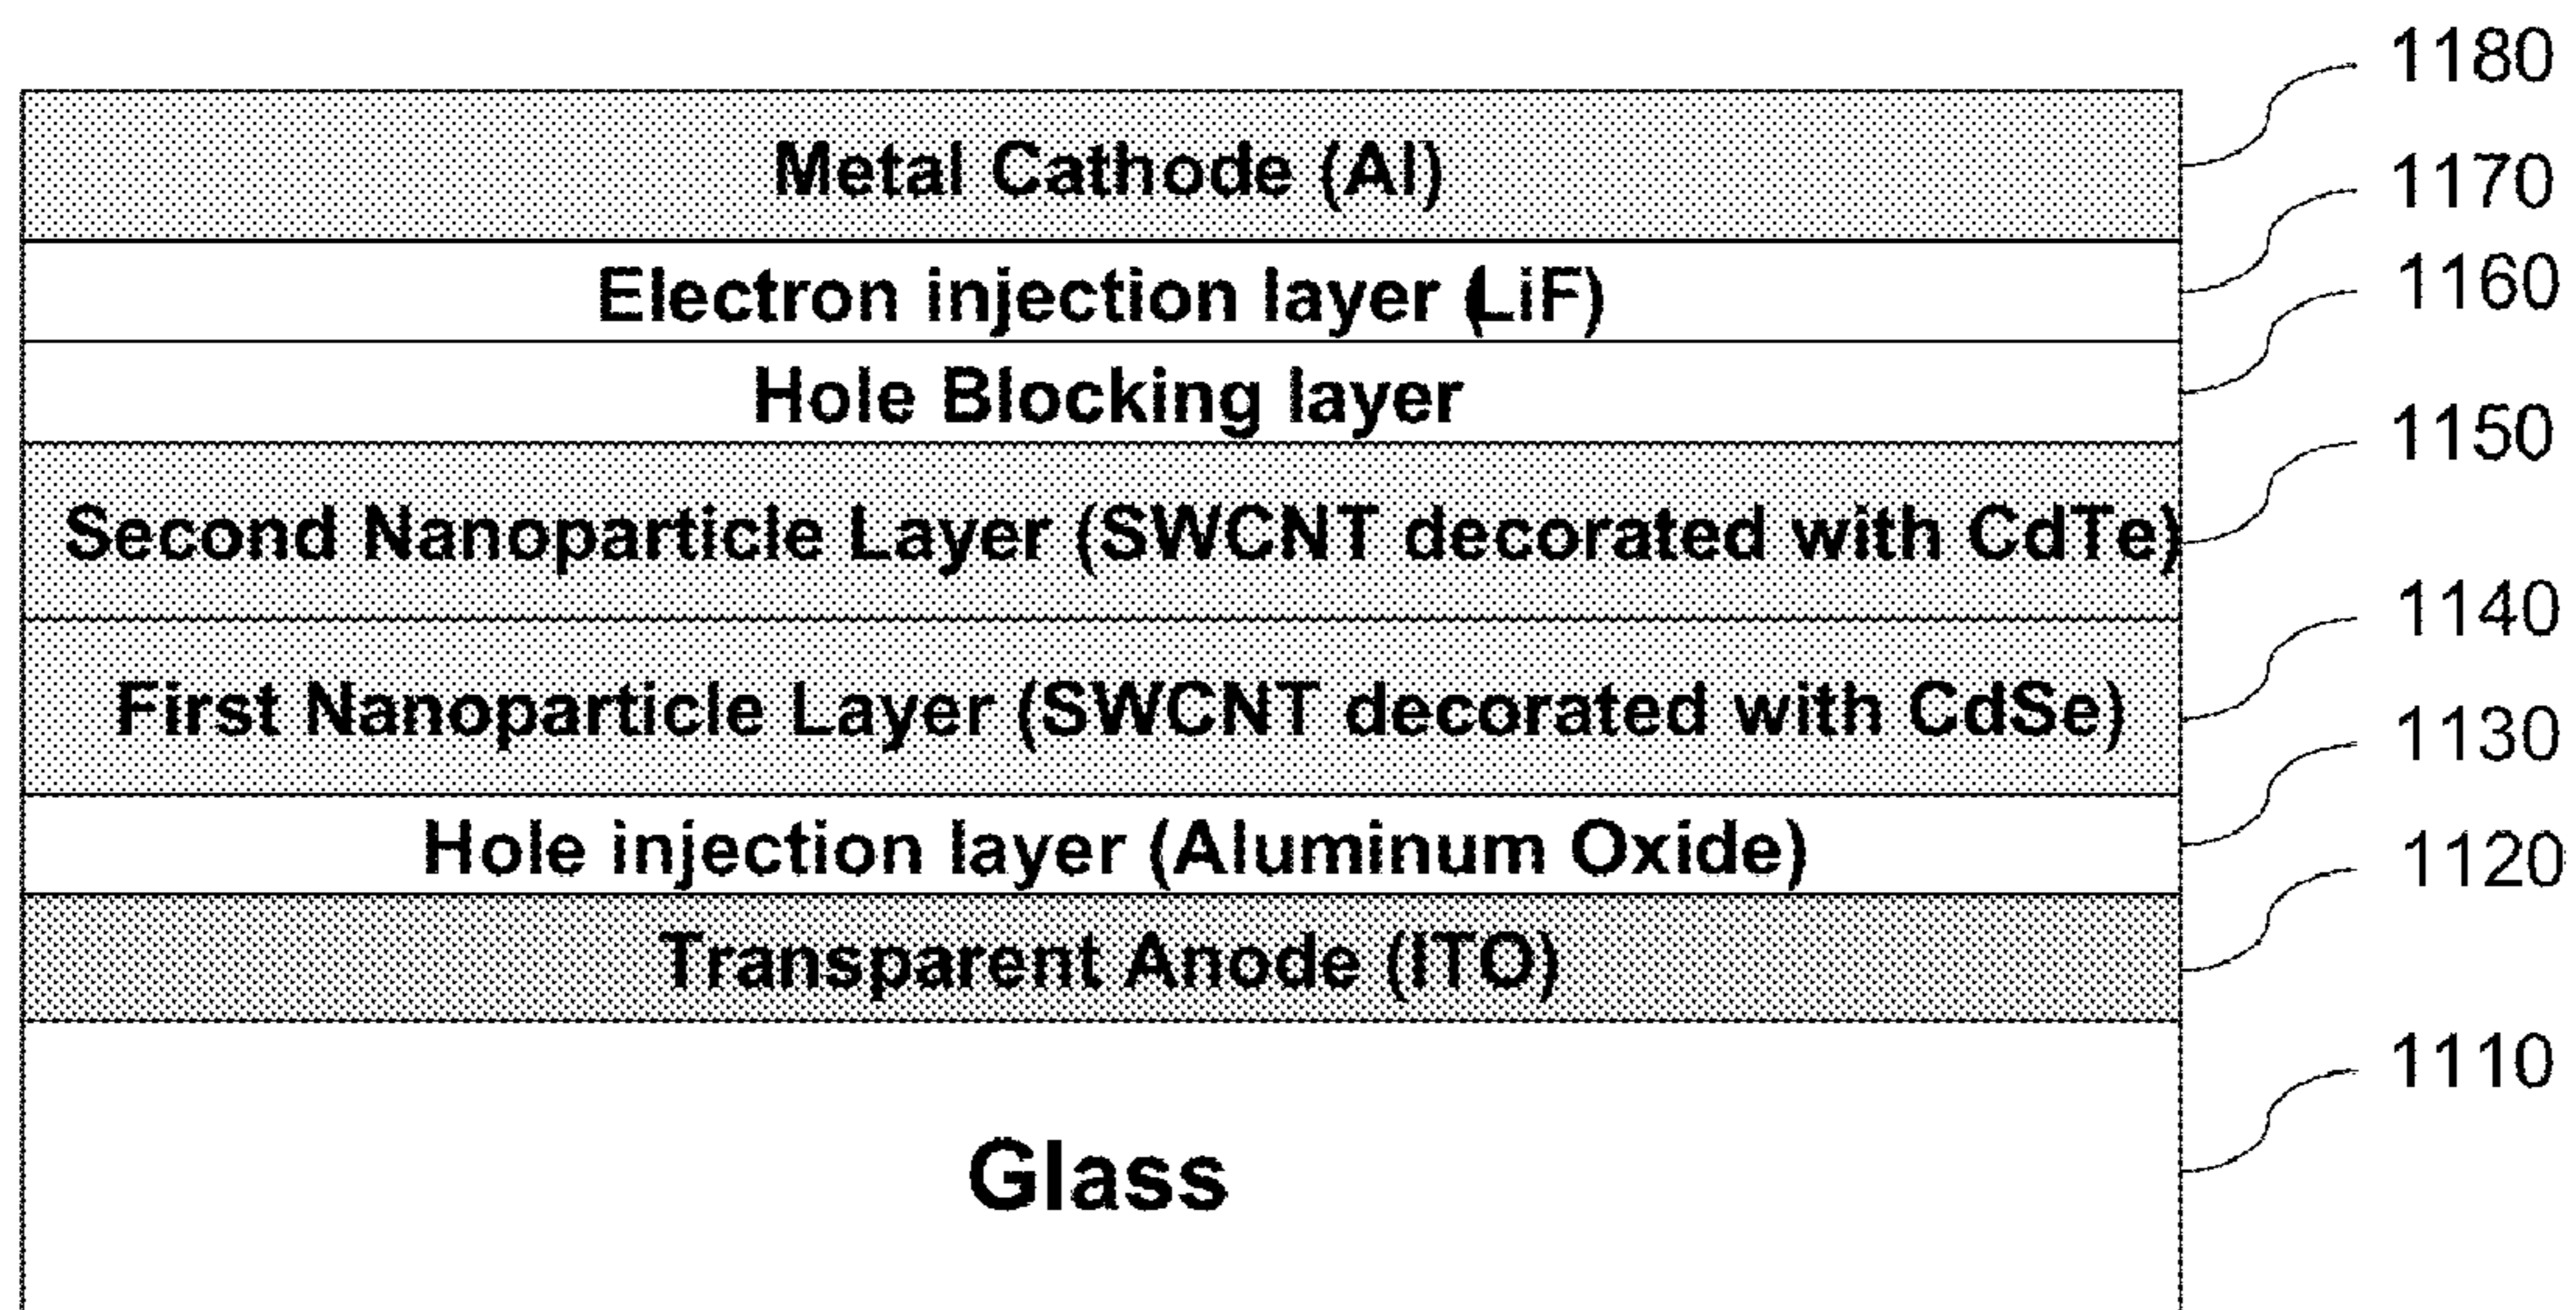 1180
Metal Cathode (Al)
1170
Electron injection layer (LiF)
1160
Hole Blocking layer
1150
Second Nanoparticle Layer (SWCNT decorated with CdTe)
1140
First Nanoparticle Layer (SWCNT decorated with CdSe)
1130
Hole injection layer (Aluminum Oxide)
1120
Transparent Anode (ITO)
1110
Glass